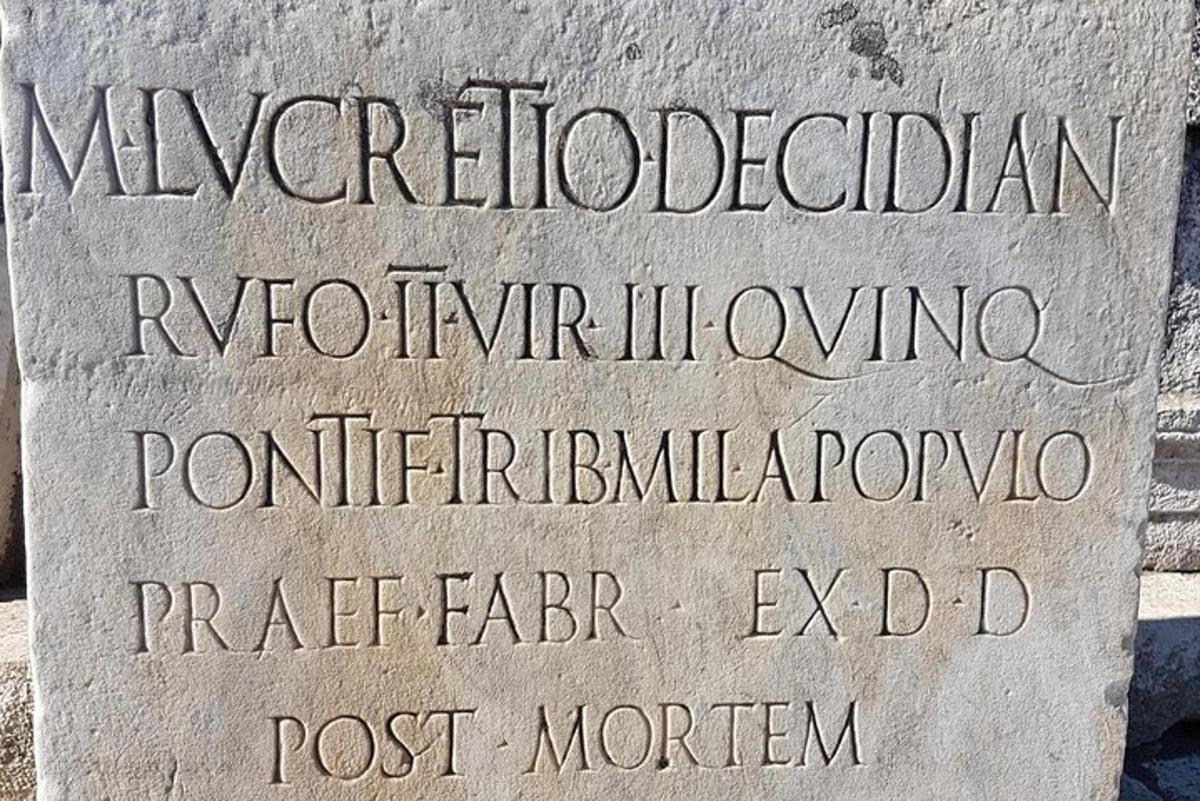 M·LVCRETIO·DECIDIAN
RVFO·II·VIR·III·QVINQ
PONTIF·TRIB·MIL·A POPVLO
PRAEF·FABR · EX·D·D
POST · MORTEM